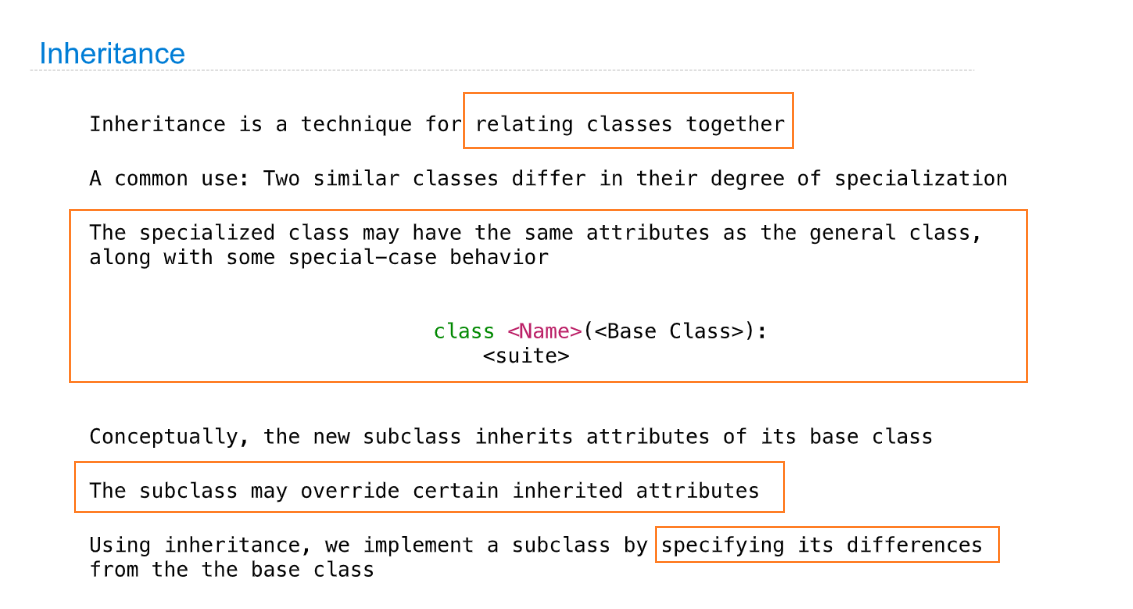 Inheritance
Inheritance is a technique for relating classes together
A common use: Two similar classes differ in their degree of specialization
The specialized class may have the same attributes as the general class,
along with some special—case behavior
class <Name>(<Base Class>):
<suite>
Conceptually, the new subclass inherits attributes of its base class
The subclass may override certain inherited attributes
Using inheritance, we implement a subclass by specifying its differences
from the the base class